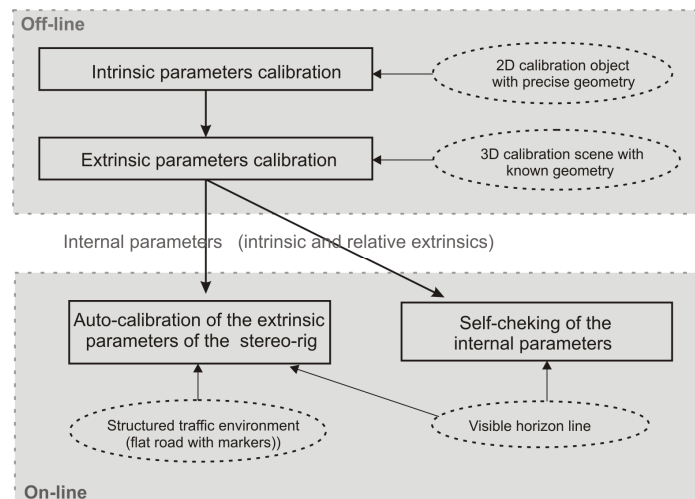 Off-line
Intrinsic parameters calibration
2D calibration object
with precise geometry
Extrinsic parameters calibration
3D calibration scene with
known geometry
Internal parameters (intrinsic and relative extrinsics)
Auto-calibration of the extrinsic
parameters of the stereo-rig
Self-cheking of the
internal parameters
Structured traffic environment
(flat road with markers))
Visible horizon line
On-line